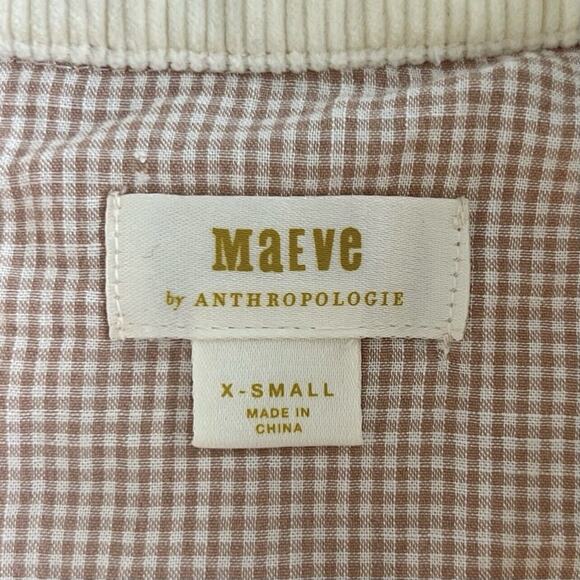 MaEVe
by ANTHROPOLOGIE
X-SMALL
MADE IN
CHINA